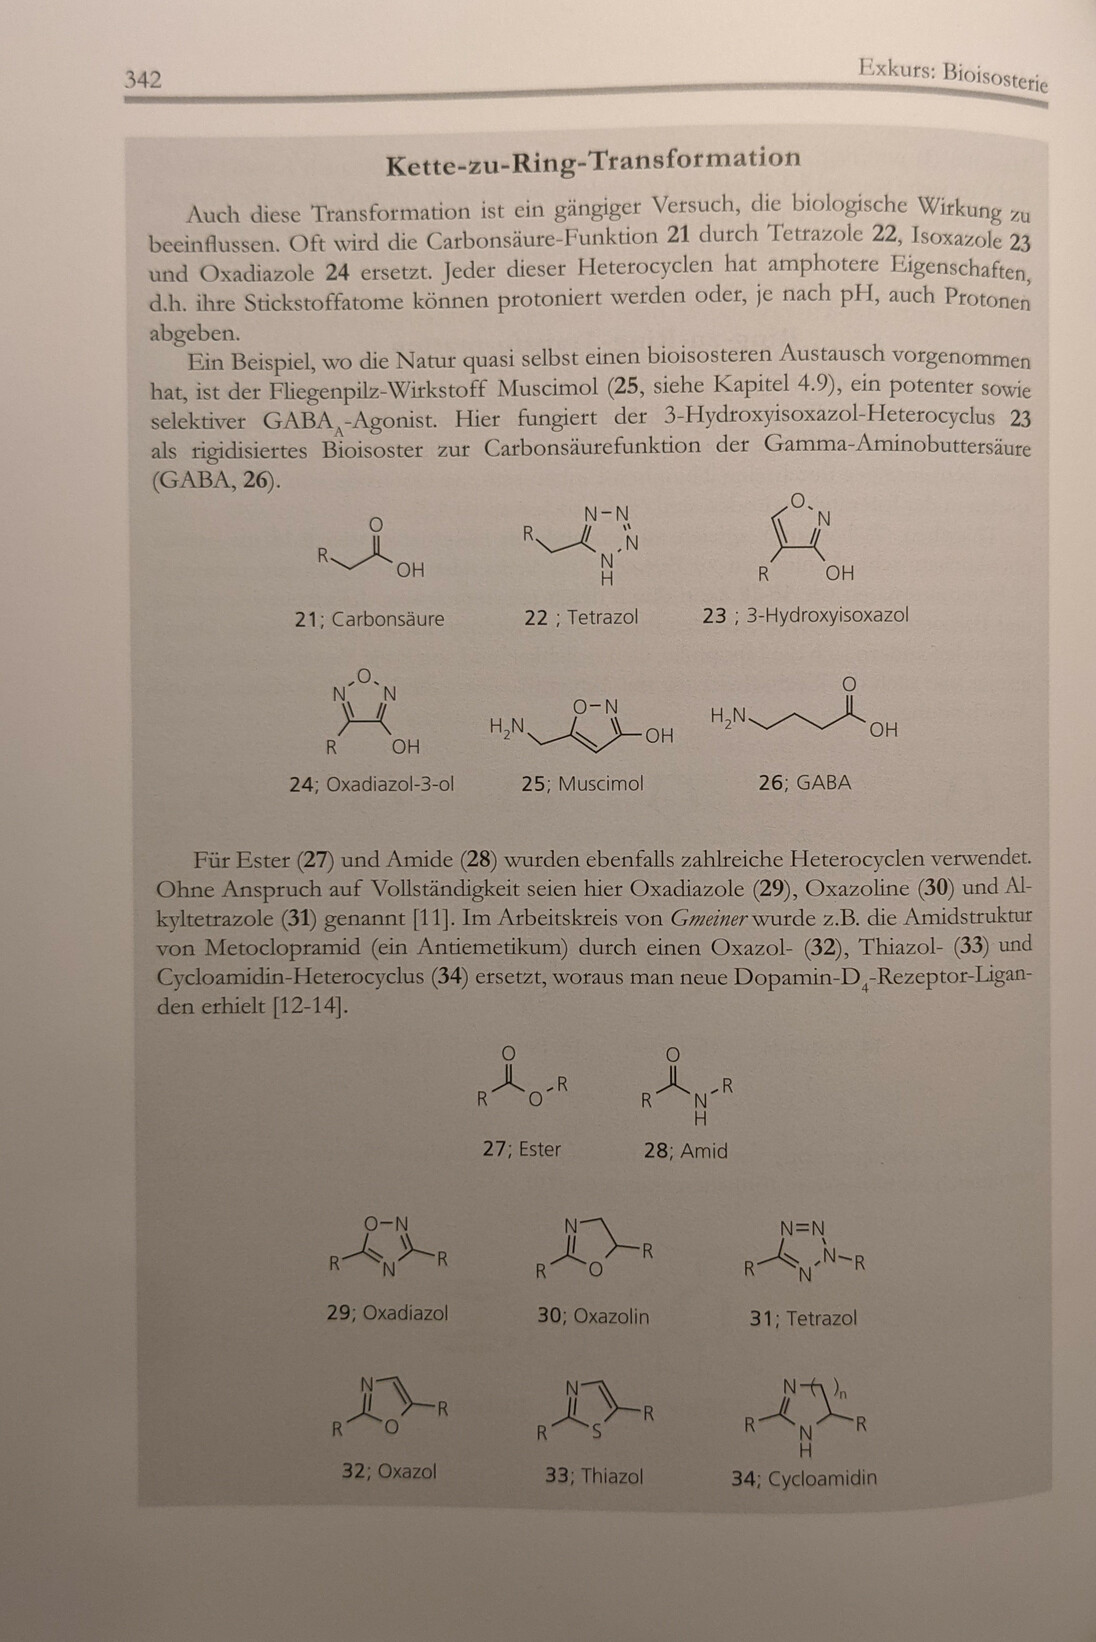 342
Exkurs: Bioisosterie
Kette-zu-Ring-Transformation
Auch diese Transformation ist ein gängiger Versuch, die biologische Wirkung zu
beeinflussen. Oft wird die Carbonsäure-Funktion 21 durch Tetrazole 22, Isoxazole 23
und Oxadiazole 24 ersetzt. Jeder dieser Heterocyclen hat amphotere Eigenschaften,
d.h. ihre Stickstoffatome können protoniert werden oder, je nach pH, auch Protonen
abgeben.
Ein Beispiel, wo die Natur quasi selbst einen bioisosteren Austausch vorgenommen
hat, ist der Fliegenpilz-Wirkstoff Muscimol (25, siehe Kapitel 4.9), ein potenter sowie
selektiver GABA_A-Agonist. Hier fungiert der 3-Hydroxyisoxazol-Heterocyclus 23
als rigidisiertes Bioisoster zur Carbonsäurefunktion der Gamma-Aminobuttersäure
(GABA, 26).
R O OH
R N-N N N H
O N R OH
21; Carbonsäure
22 ; Tetrazol
23 ; 3-Hydroxyisoxazol
N O N R OH
H₂N O-N OH
H₂N O OH
24; Oxadiazol-3-ol
25; Muscimol
26; GABA
Für Ester (27) und Amide (28) wurden ebenfalls zahlreiche Heterocyclen verwendet.
Ohne Anspruch auf Vollständigkeit seien hier Oxadiazole (29), Oxazoline (30) und Al-
kyltetrazole (31) genannt [11]. Im Arbeitskreis von Gmeiner wurde z.B. die Amidstruktur
von Metoclopramid (ein Antiemetikum) durch einen Oxazol- (32), Thiazol- (33) und
Cycloamidin-Heterocyclus (34) ersetzt, woraus man neue Dopamin-D₄-Rezeptor-Ligan-
den erhielt [12-14].
R O O R
R O N H R
27; Ester
28; Amid
O-N R N R
N R O R
N=N R N N-R
29; Oxadiazol
30; Oxazolin
31; Tetrazol
N R O R
N R S R
N ( )n R N H R
32; Oxazol
33; Thiazol
34; Cycloamidin